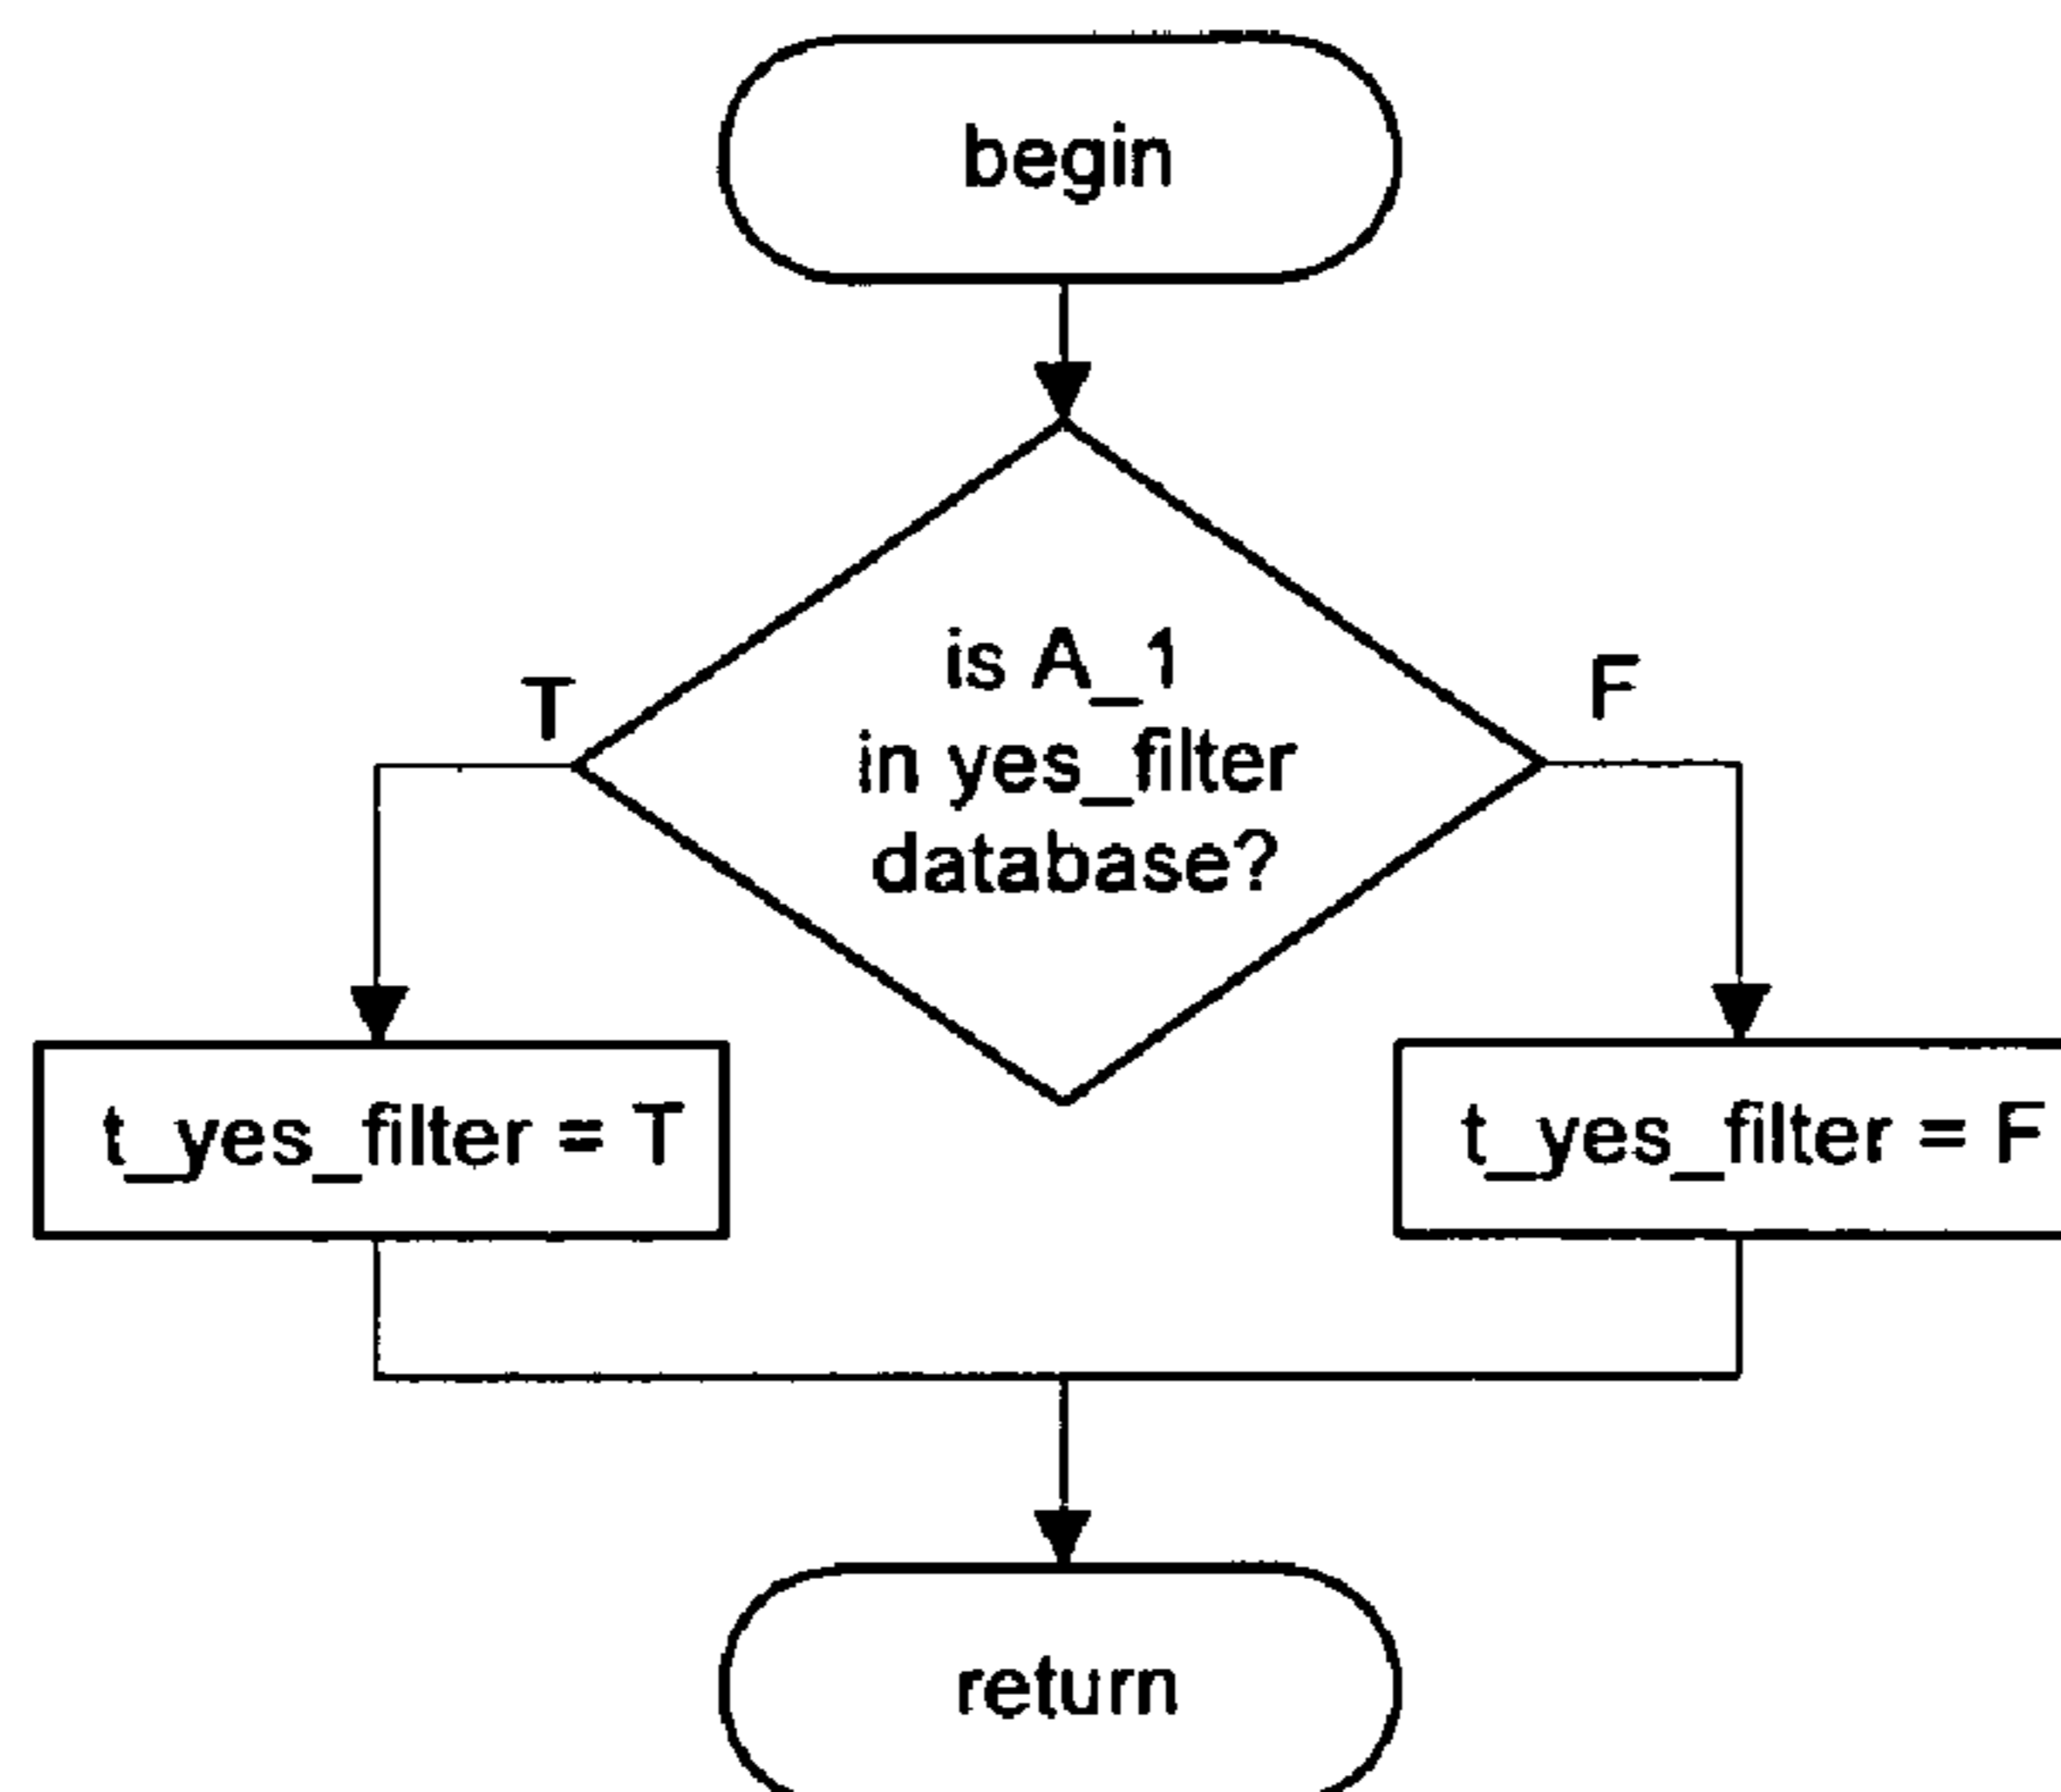 begin
is A_1
in yes_filter
database?
T
F
t_yes_filter = T
t_yes_filter = F
return